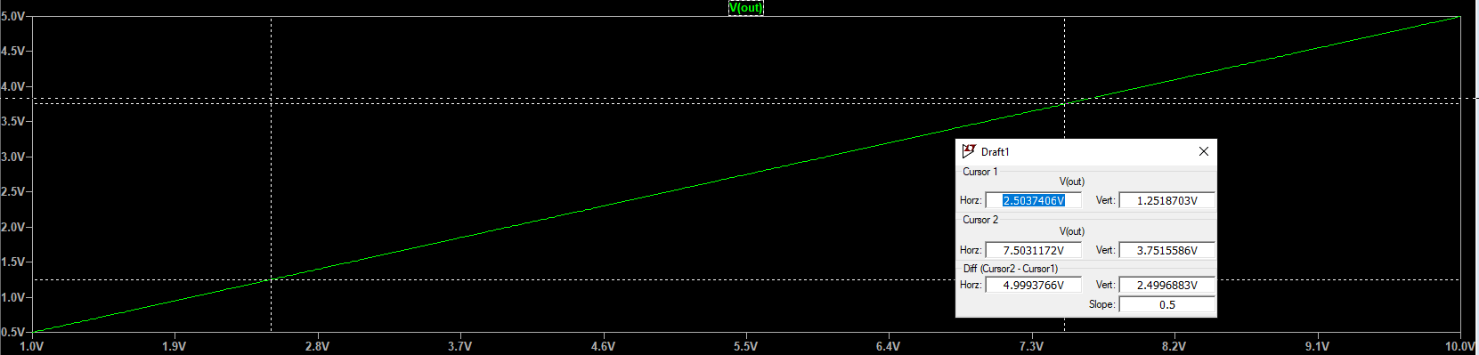 V(out)
5.0V
4.5V
4.0V
3.5V
3.0V
2.5V
2.0V
1.5V
1.0V
0.5V
1.0V 1.9V 2.8V 3.7V 4.6V 5.5V 6.4V 7.3V 8.2V 9.1V 10.0V
Draft1
Cursor 1
V(out)
Horz: 2.5037406V Vert: 1.2518703V
Cursor 2
V(out)
Horz: 7.5031172V Vert: 3.7515586V
Diff (Cursor2 - Cursor1)
Horz: 4.9993766V Vert: 2.4996883V
Slope: 0.5